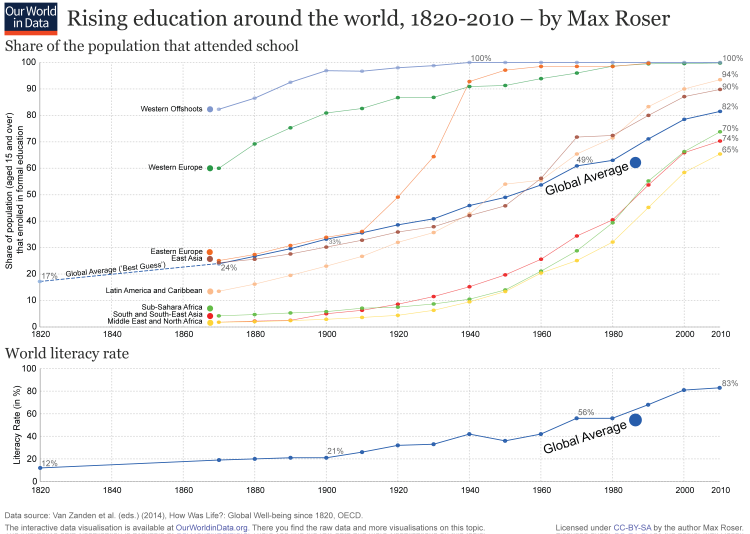 Our World
in Data
Rising education around the world, 1820-2010 – by Max Roser
Share of the population that attended school
Share of population (aged 15 and over)
that enrolled in formal education
100
90
80
70
60
50
40
30
20
10
0
Western Offshoots
Western Europe
Eastern Europe
East Asia
Latin America and Caribbean
Sub-Sahara Africa
South and South-East Asia
Middle East and North Africa
17%
Global Average ('Best Guess')
24%
33%
49%
Global Average
100%
100%
94%
90%
82%
70%
74%
65%
1820 1840 1860 1880 1900 1920 1940 1960 1980 2000 2010
World literacy rate
Literacy Rate (in %)
100
80
60
40
20
0
12%
21%
56%
Global Average
83%
1820 1840 1860 1880 1900 1910 1920 1930 1940 1950 1960 1970 1980 1990 2000 2010
Data source: Van Zanden et al. (eds.) (2014), How Was Life?: Global Well-being since 1820, OECD.
The interactive data visualisation is available at OurWorldinData.org. There you find the raw data and more visualisations on this topic.
Licensed under CC-BY-SA by the author Max Roser.